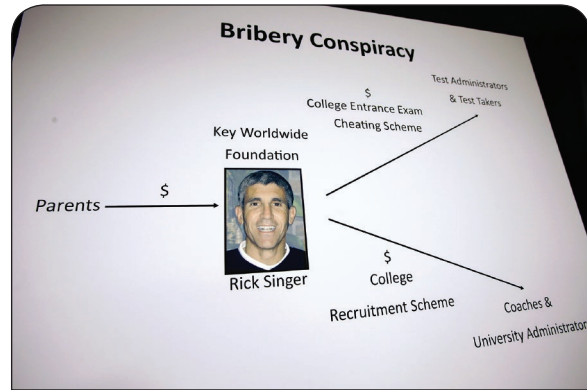 Bribery Conspiracy
Test Administrators
& Test Takers
$
College Entrance Exam
Cheating Scheme
Key Worldwide
Foundation
Parents
$
Rick Singer
$
College
Recruitment Scheme
Coaches &
University Administrator